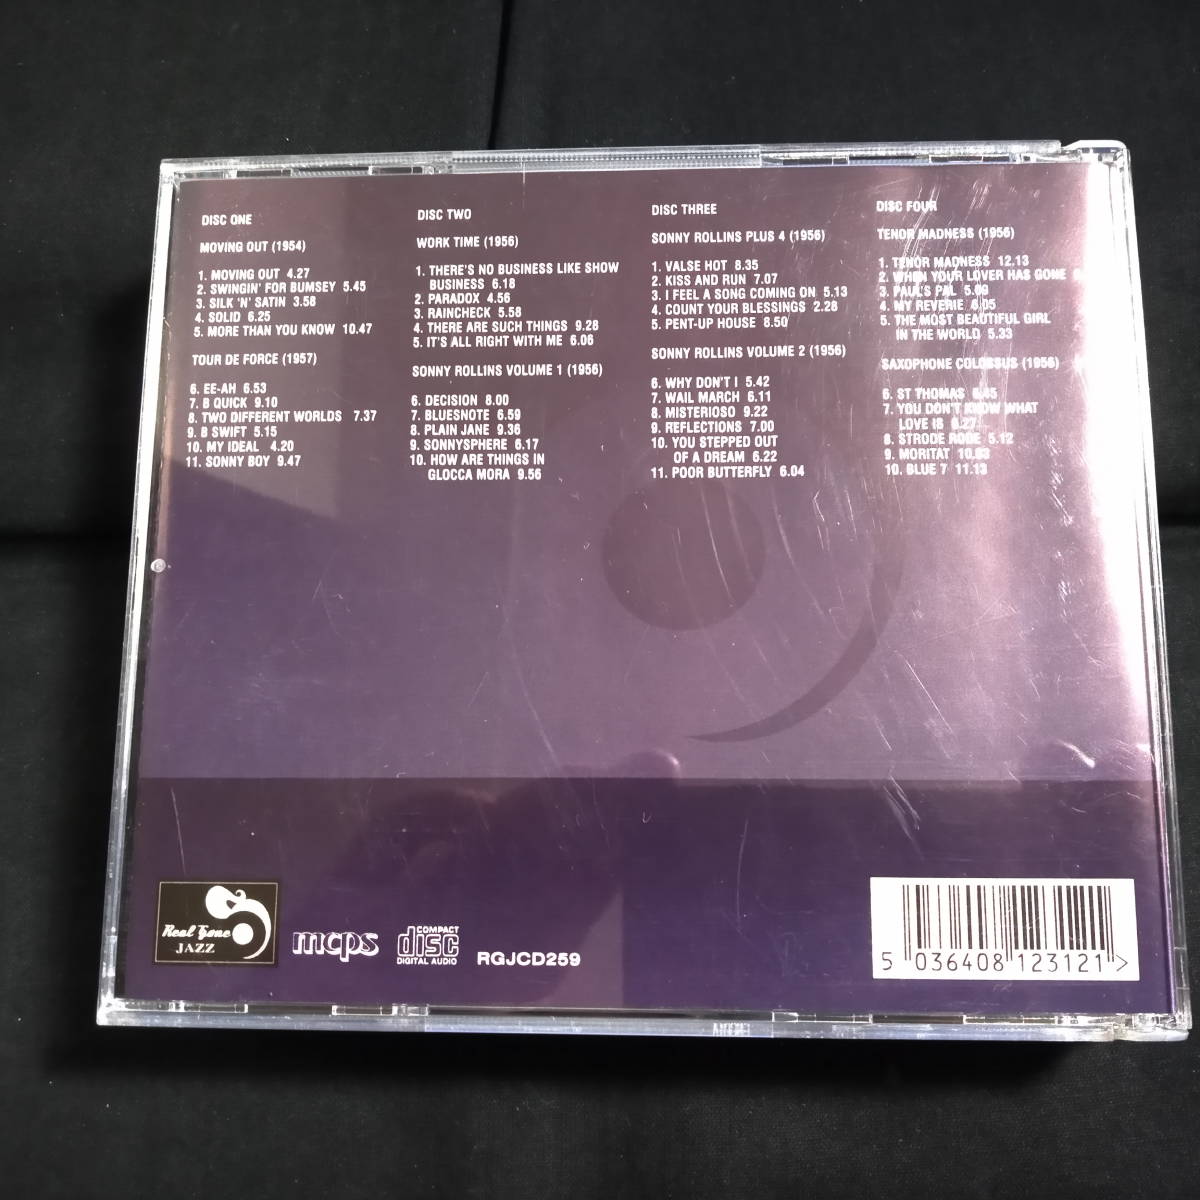 DISC ONE
MOVING OUT (1954)
1. MOVING OUT 4.27
2. SWINGIN' FOR BUMSEY 5.45
3. SILK 'N' SATIN 3.58
4. SOLID 6.25
5. MORE THAN YOU KNOW 10.47
TOUR DE FORCE (1957)
6. EE-AH 6.53
7. B QUICK 9.10
8. TWO DIFFERENT WORLDS 7.37
9. B SWIFT 5.15
10. MY IDEAL 4.20
11. SONNY BOY 9.47
DISC TWO
WORK TIME (1956)
1. THERE'S NO BUSINESS LIKE SHOW
BUSINESS 6.18
2. PARADOX 4.56
3. RAINCHECK 5.58
4. THERE ARE SUCH THINGS 9.28
5. IT'S ALL RIGHT WITH ME 6.06
SONNY ROLLINS VOLUME 1 (1956)
6. DECISION 8.00
7. BLUESNOTE 6.59
8. PLAIN JANE 9.36
9. SONNYSPHERE 6.17
10. HOW ARE THINGS IN
GLOCCA MORA 9.56
DISC THREE
SONNY ROLLINS PLUS 4 (1956)
1. VALSE HOT 8.35
2. KISS AND RUN 7.07
3. I FEEL A SONG COMING ON 5.13
4. COUNT YOUR BLESSINGS 2.28
5. PENT-UP HOUSE 8.50
SONNY ROLLINS VOLUME 2 (1956)
6. WHY DON'T I 5.42
7. WAIL MARCH 6.11
8. MISTERIOSO 9.22
9. REFLECTIONS 7.00
10. YOU STEPPED OUT
OF A DREAM 6.22
11. POOR BUTTERFLY 6.04
DISC FOUR
TENOR MADNESS (1956)
1. TENOR MADNESS 12.13
2. WHEN YOUR LOVER HAS GONE
3. PAUL'S PAL 5.09
4. MY REVERIE 6.05
5. THE MOST BEAUTIFUL GIRL
IN THE WORLD 5.33
SAXOPHONE COLOSSUS (1956)
6. ST THOMAS 6.45
7. YOU DON'T KNOW WHAT
LOVE IS 6.27
8. STRODE RODE 5.12
9. MORITAT
10. BLUE 7 11.13
Real Gone
JAZZ
mcps
COMPACT
disc
DIGITAL AUDIO
RGJCD259
5 036408 123121 >